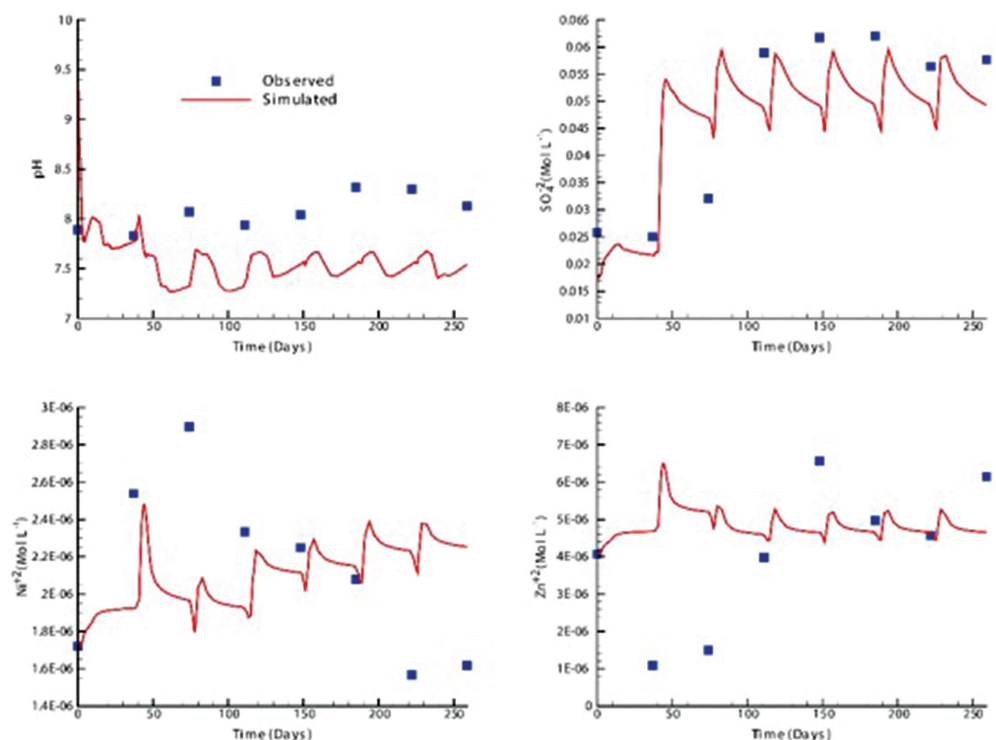 10
9.5
9
8.5
8
7.5
7
pH
Observed
Simulated
0 50 100 150 200 250
Time (Days)
0.065
0.06
0.055
0.05
0.045
0.04
0.035
0.03
0.025
0.02
0.015
0.01
SO4-2 (Mol L-1)
0 50 100 150 200 250
Time (Days)
3E-06
2.8E-06
2.6E-06
2.4E-06
2.2E-06
2E-06
1.8E-06
1.6E-06
1.4E-06
Ni+2 (Mol L-1)
0 50 100 150 200 250
Time (Days)
8E-06
7E-06
6E-06
5E-06
4E-06
3E-06
2E-06
1E-06
0
Zn+2 (Mol L-1)
0 50 100 150 200 250
Time (Days)